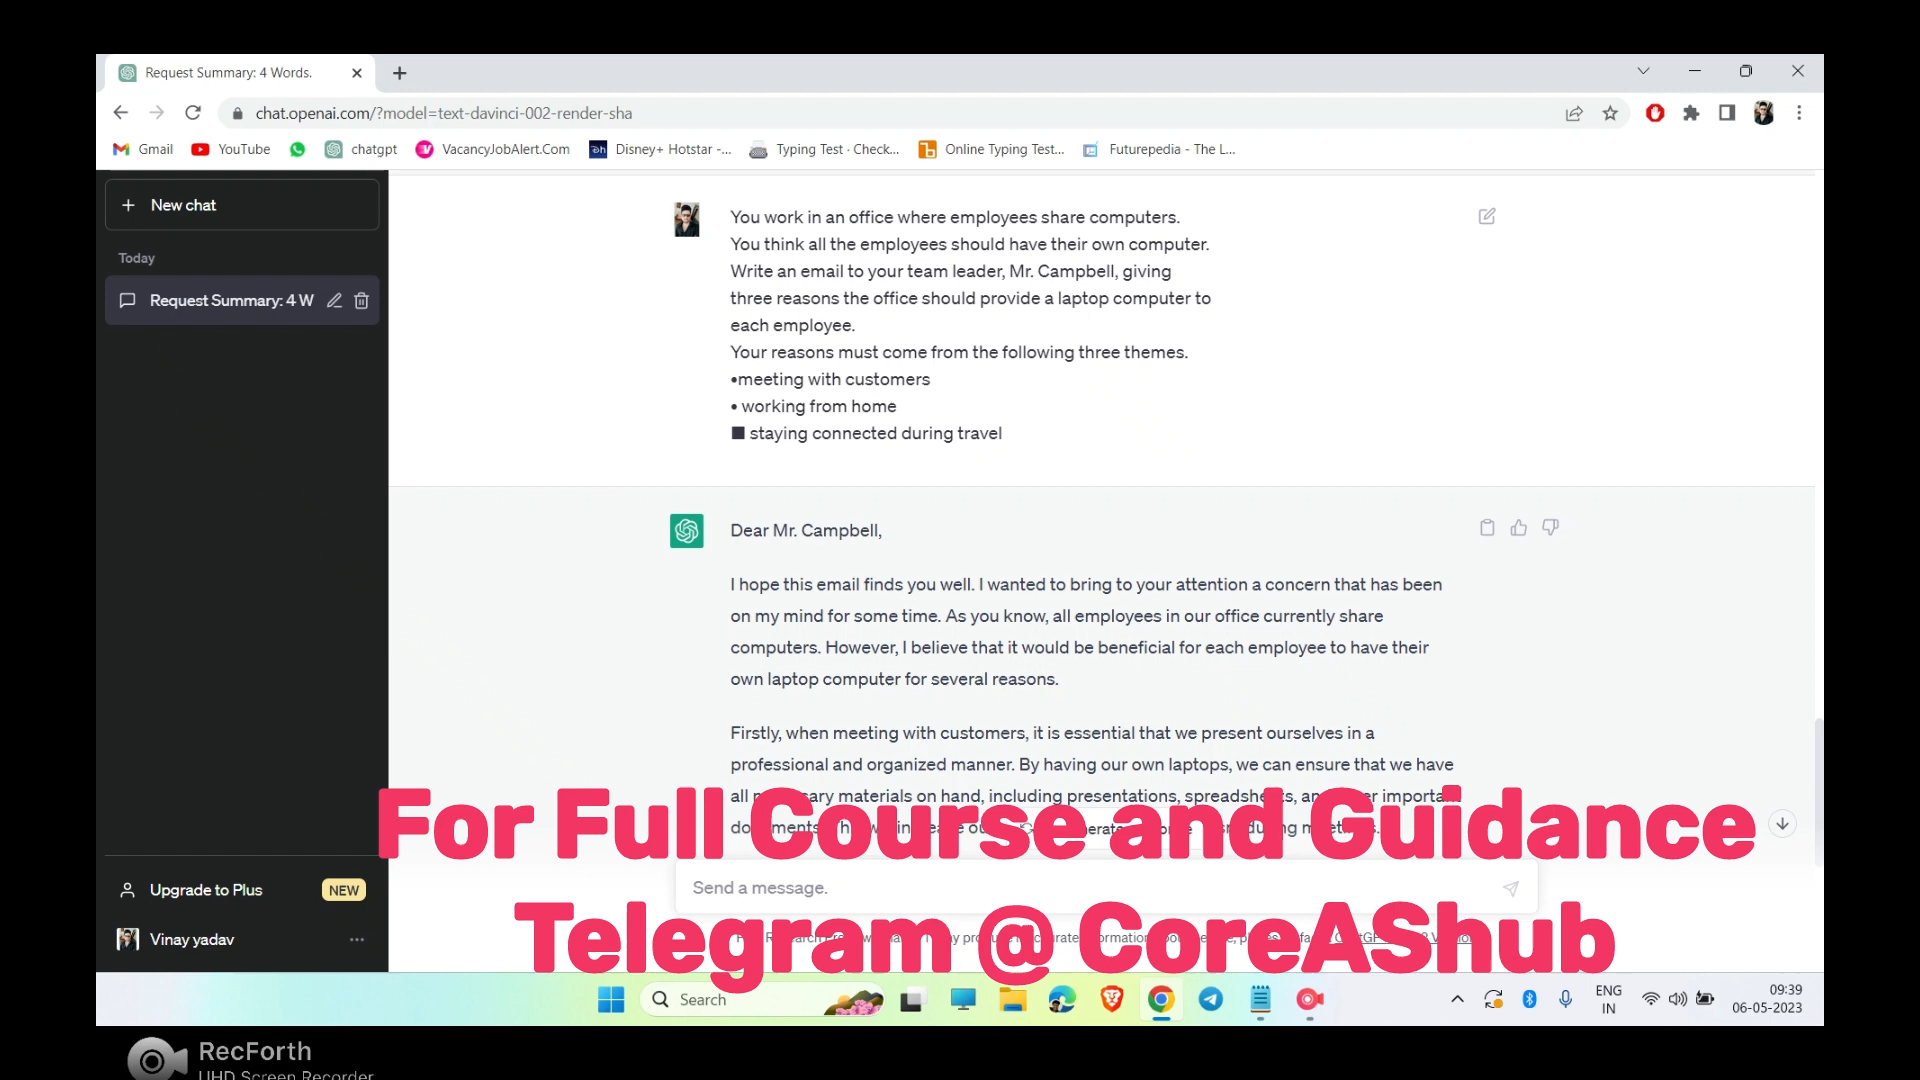 Request Summary: 4 Words.
chat.openai.com/?model=text-davinci-002-render-sha
Gmail YouTube chatgpt VacancyJobAlert.Com Disney+ Hotstar -... Typing Test · Check... Online Typing Test... Futurepedia - The L...
New chat
Today
Request Summary: 4 W
You work in an office where employees share computers.
You think all the employees should have their own computer.
Write an email to your team leader, Mr. Campbell, giving
three reasons the office should provide a laptop computer to
each employee.
Your reasons must come from the following three themes.
•meeting with customers
• working from home
■ staying connected during travel
Dear Mr. Campbell,
I hope this email finds you well. I wanted to bring to your attention a concern that has been
on my mind for some time. As you know, all employees in our office currently share
computers. However, I believe that it would be beneficial for each employee to have their
own laptop computer for several reasons.
Firstly, when meeting with customers, it is essential that we present ourselves in a
professional and organized manner. By having our own laptops, we can ensure that we have
all materials on hand, including presentations,
For Full Course and Guidance
Send a message.
Telegram @ CoreAShub
Upgrade to Plus NEW
Vinay yadav
Search
ENG
IN
09:39
06-05-2023
RecForth
UHD Screen Recorder